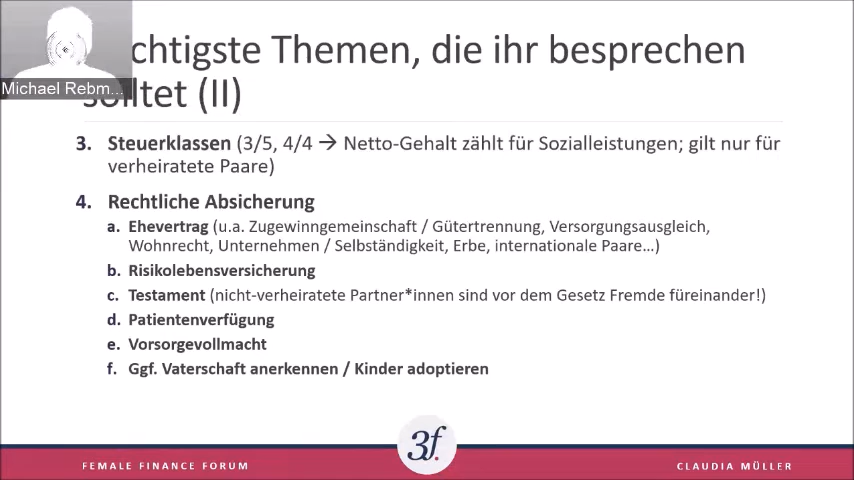 chtigste Themen, die ihr besprechen
Michael Rebm...
solltet (II)
3. Steuerklassen (3/5, 4/4 → Netto-Gehalt zählt für Sozialleistungen; gilt nur für
verheiratete Paare)
4. Rechtliche Absicherung
a. Ehevertrag (u.a. Zugewinngemeinschaft / Gütertrennung, Versorgungsausgleich,
Wohnrecht, Unternehmen / Selbständigkeit, Erbe, internationale Paare…)
b. Risikolebensversicherung
c. Testament (nicht-verheiratete Partner*innen sind vor dem Gesetz Fremde füreinander!)
d. Patientenverfügung
e. Vorsorgevollmacht
f. Ggf. Vaterschaft anerkennen / Kinder adoptieren
3f.
FEMALE FINANCE FORUM
CLAUDIA MÜLLER